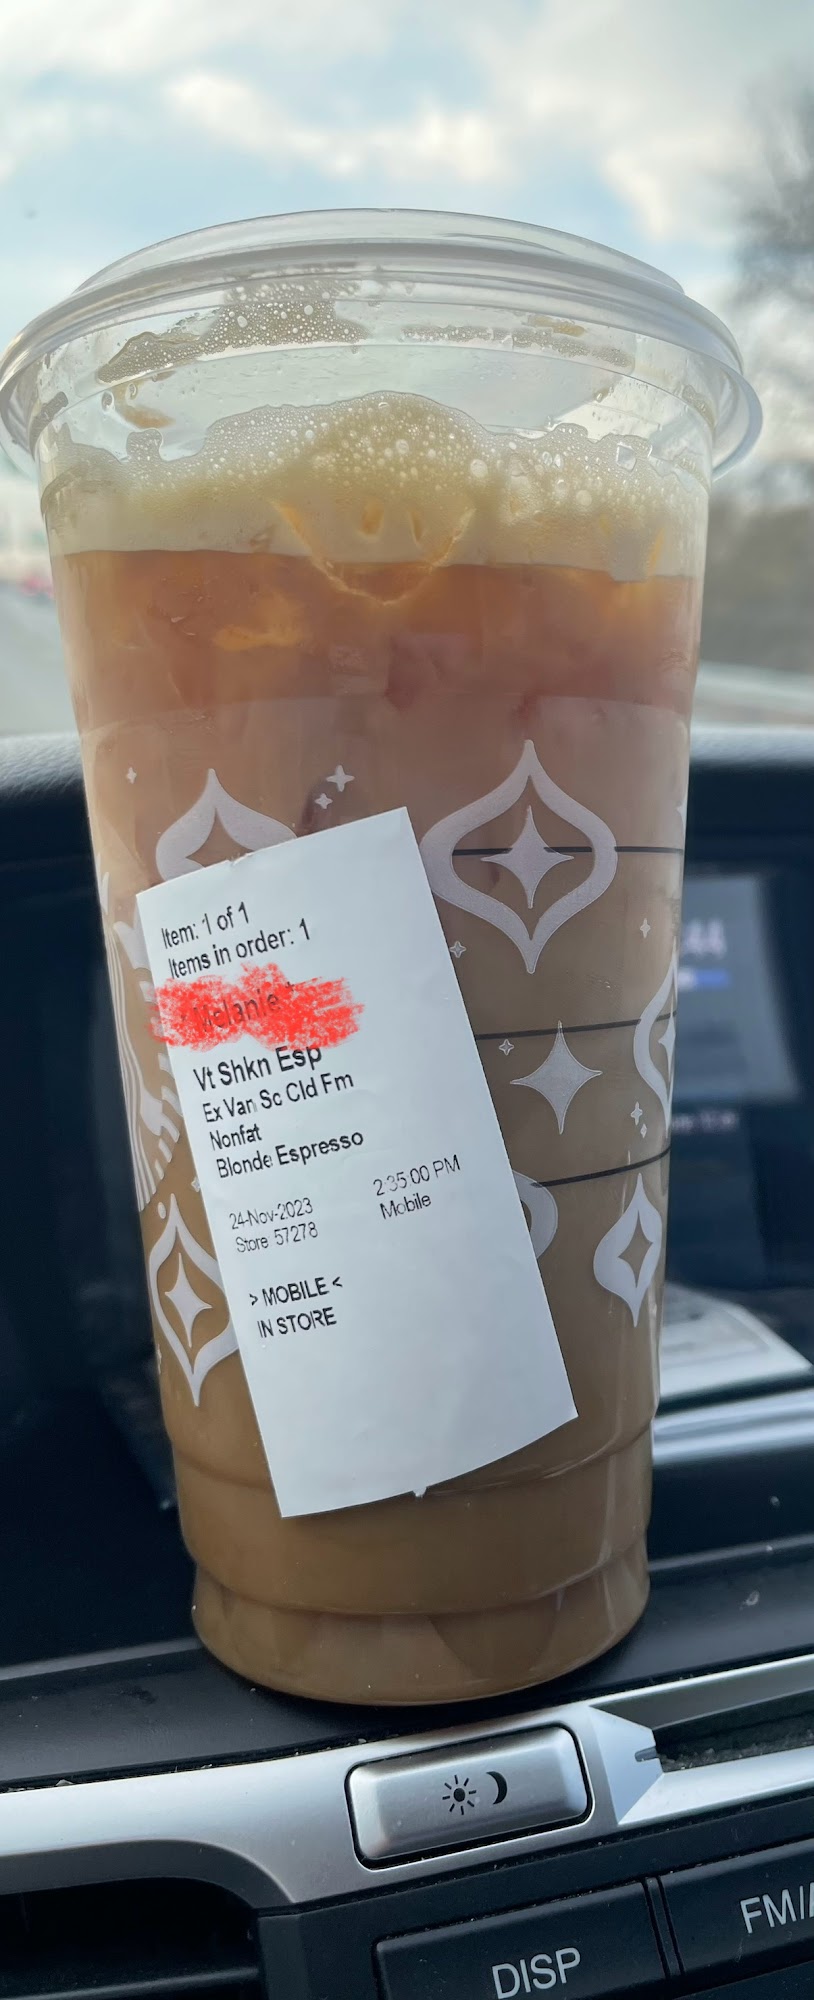 Item: 1 of 1
Items in order: 1
Vt Shkn Esp
Ex Van Sc Cld Fm
Nonfat
Blonde Espresso
24-Nov-2023 2:35:00 PM
Store 57278 Mobile
> MOBILE <
IN STORE
DISP
FM/